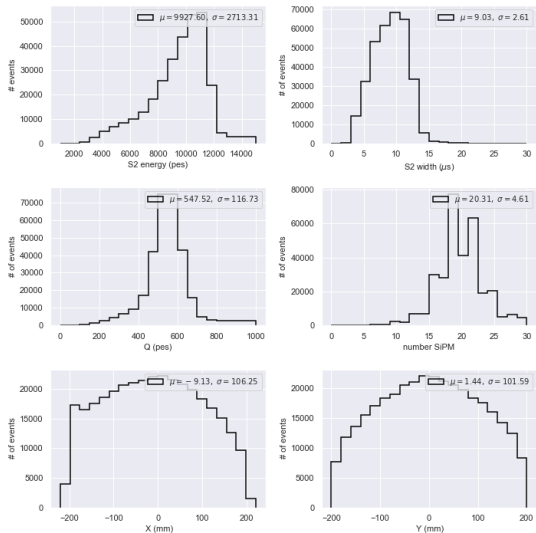 # of events
50000
40000
30000
20000
10000
0
μ = 9927.60, σ = 2713.31
2000 4000 6000 8000 10000 12000 14000
S2 energy (pes)
# of events
70000
60000
50000
40000
30000
20000
10000
0
μ = 9.03, σ = 2.61
0 5 10 15 20 25 30
S2 width (μs)
# of events
70000
60000
50000
40000
30000
20000
10000
0
μ = 547.52, σ = 116.73
0 200 400 600 800 1000
Q (pes)
# of events
80000
60000
40000
20000
0
μ = 20.31, σ = 4.61
0 5 10 15 20 25 30
number SiPM
# of events
20000
15000
10000
5000
0
μ = −9.13, σ = 106.25
−200 −100 0 100 200
X (mm)
# of events
20000
15000
10000
5000
0
μ = 1.44, σ = 101.59
−200 −100 0 100 200
Y (mm)